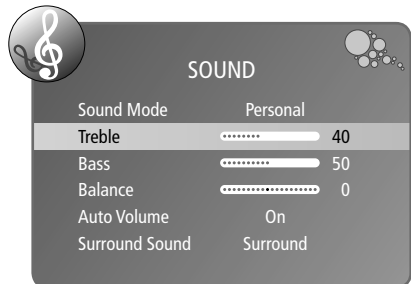 SOUND
Sound Mode Personal
Treble 40
Bass 50
Balance 0
Auto Volume On
Surround Sound Surround